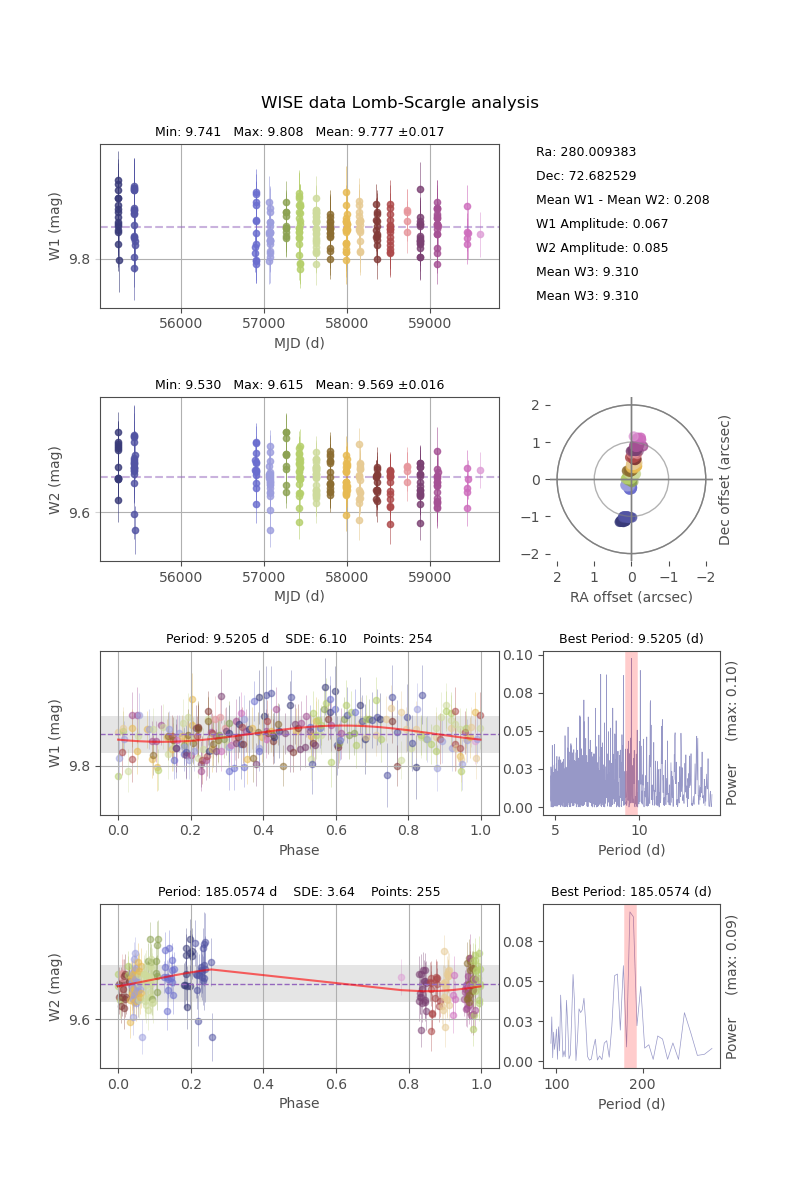 WISE data Lomb-Scargle analysis
Min: 9.741 Max: 9.808 Mean: 9.777 ±0.017
W1 (mag)
9.8
56000 57000 58000 59000
MJD (d)
Ra: 280.009383
Dec: 72.682529
Mean W1 - Mean W2: 0.208
W1 Amplitude: 0.067
W2 Amplitude: 0.085
Mean W3: 9.310
Mean W3: 9.310
Min: 9.530 Max: 9.615 Mean: 9.569 ±0.016
W2 (mag)
9.6
56000 57000 58000 59000
MJD (d)
2
1
0
−1
−2
2 1 0 −1 −2
RA offset (arcsec)
Dec offset (arcsec)
Period: 9.5205 d SDE: 6.10 Points: 254
W1 (mag)
9.8
0.0 0.2 0.4 0.6 0.8 1.0
Phase
Best Period: 9.5205 (d)
0.10
0.08
0.05
0.03
0.00
5 10
Period (d)
Power (max: 0.10)
Period: 185.0574 d SDE: 3.64 Points: 255
W2 (mag)
9.6
0.0 0.2 0.4 0.6 0.8 1.0
Phase
Best Period: 185.0574 (d)
0.08
0.05
0.03
0.00
100 200
Period (d)
Power (max: 0.09)